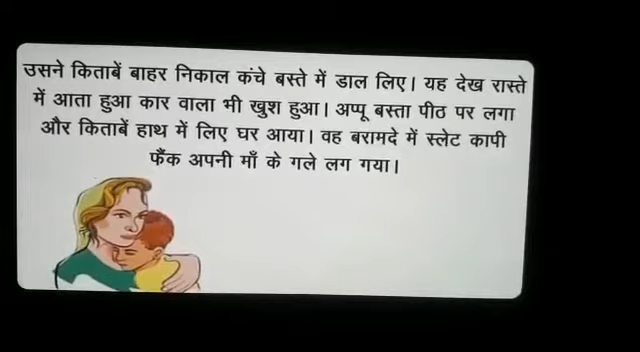 उसने किताबें बाहर निकाल कंचे बस्ते में डाल लिए। यह देख रास्ते
में आता हुआ कार वाला भी खुश हुआ। अप्पू बस्ता पीठ पर लगा
और किताबें हाथ में लिए घर आया। वह बरामदे में स्लेट कापी
फैंक अपनी माँ के गले लग गया।